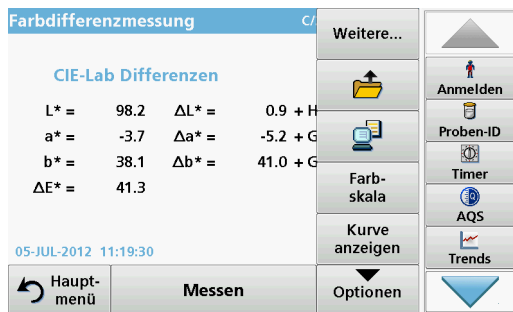 Farbdifferenzmessung C/
CIE-Lab Differenzen
L* = 98.2 ΔL* = 0.9 + H
a* = -3.7 Δa* = -5.2 + G
b* = 38.1 Δb* = 41.0 + G
ΔE* = 41.3
05-JUL-2012 11:19:30
Haupt-
menü
Messen
Weitere...
Farb-
skala
Kurve
anzeigen
Optionen
Anmelden
Proben-ID
Timer
AQS
Trends